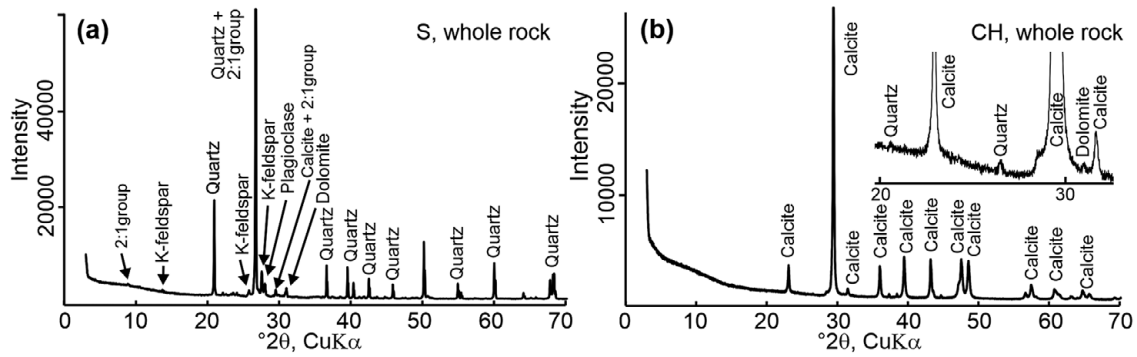 (a)
S, whole rock
Intensity
40000
20000
2:1group
K-feldspar
Quartz
K-feldspar
Quartz +
2:1group
K-feldspar
Plagioclase
Calcite + 2:1group
Dolomite
Quartz
Quartz
Quartz
Quartz
Quartz
Quartz
Quartz
0 10 20 30 40 50 60 70
°2θ, CuKα
(b)
CH, whole rock
Intensity
20000
10000
Calcite
Calcite
Calcite
Calcite
Calcite
Calcite
Calcite
Calcite
Calcite
Calcite
Calcite
Quartz
Calcite
Quartz
Calcite
Dolomite
Calcite
20 30
0 10 20 30 40 50 60 70
°2θ, CuKα